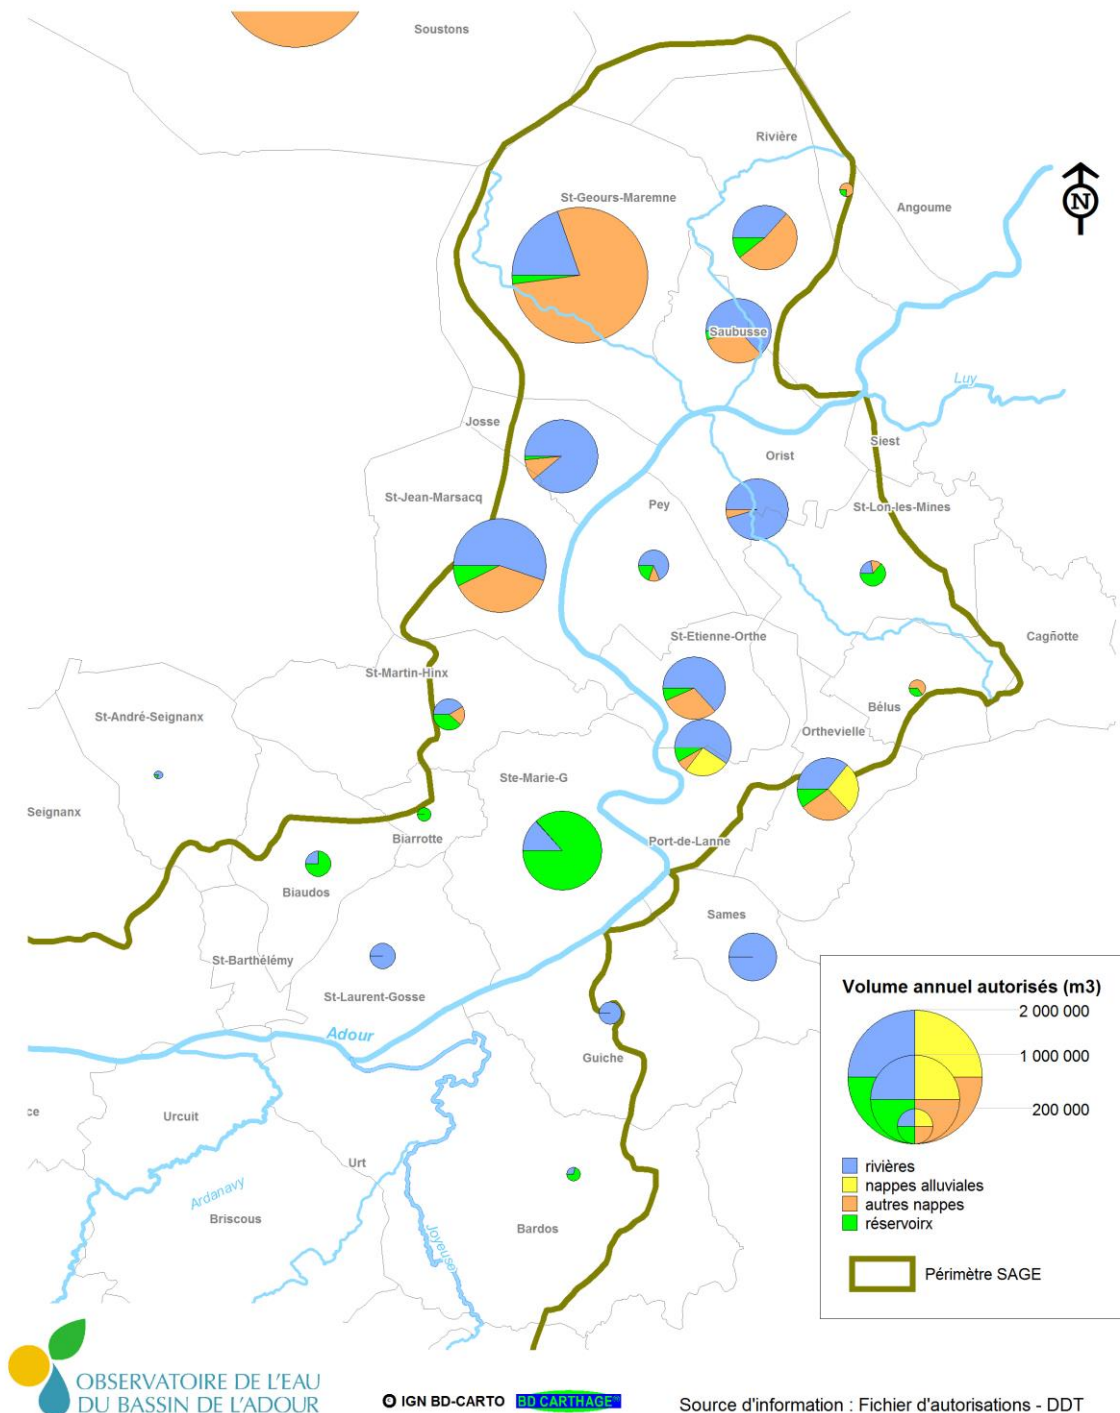 Soustons
Rivière
St-Geours-Maremne
Angoume
N
Saubusse
Luy
Josse
Siest
Orist
St-Jean-Marsacq
Pey
St-Lon-les-Mines
St-Etienne-Orthe
Cagñotte
St-Martin-Hinx
St-André-Seignanx
Bélus
Orthevielle
Ste-Marie-G
Seignanx
Biarrotte
Port-de-Lanne
Biaudos
Sames
St-Barthélémy
St-Laurent-Gosse
Adour
Guiche
ce
Urcuit
Urt
Ardanavy
Briscous
Joyeuse
Bardos
Volume annuel autorisés (m3)
2 000 000
1 000 000
200 000
rivières
nappes alluviales
autres nappes
réservoirx
Périmètre SAGE
OBSERVATOIRE DE L'EAU
DU BASSIN DE L'ADOUR
© IGN BD-CARTO BD CARTHAGE®
Source d'information : Fichier d'autorisations - DDT